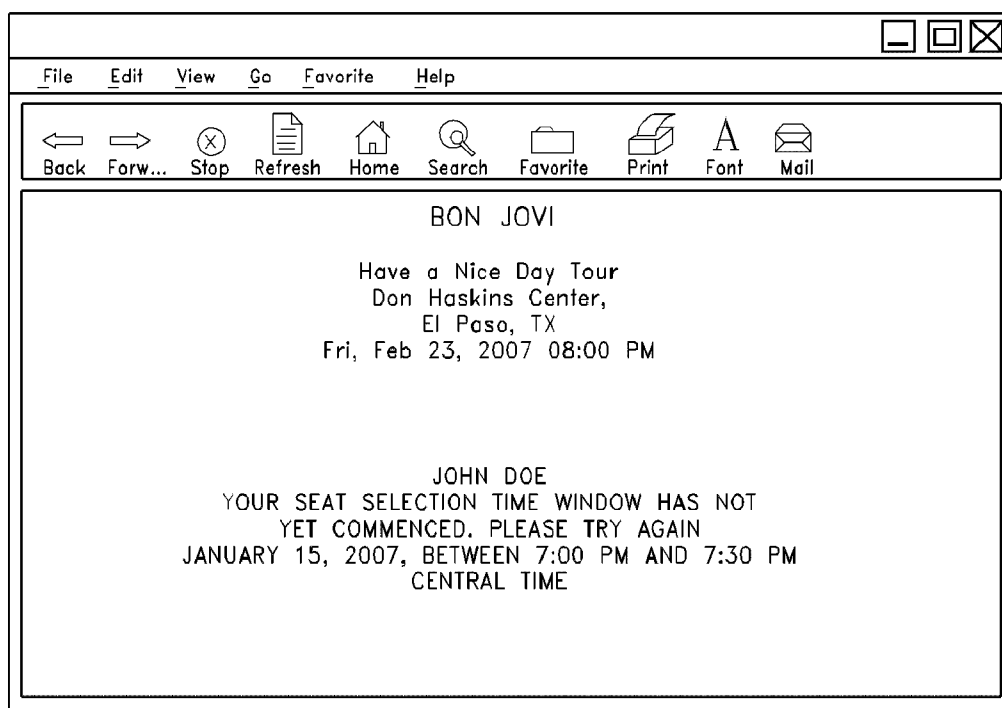 File Edit View Go Favorite Help
Back Forw... Stop Refresh Home Search Favorite Print Font Mail
BON JOVI
Have a Nice Day Tour
Don Haskins Center,
El Paso, TX
Fri, Feb 23, 2007 08:00 PM
JOHN DOE
YOUR SEAT SELECTION TIME WINDOW HAS NOT
YET COMMENCED. PLEASE TRY AGAIN
JANUARY 15, 2007, BETWEEN 7:00 PM AND 7:30 PM
CENTRAL TIME